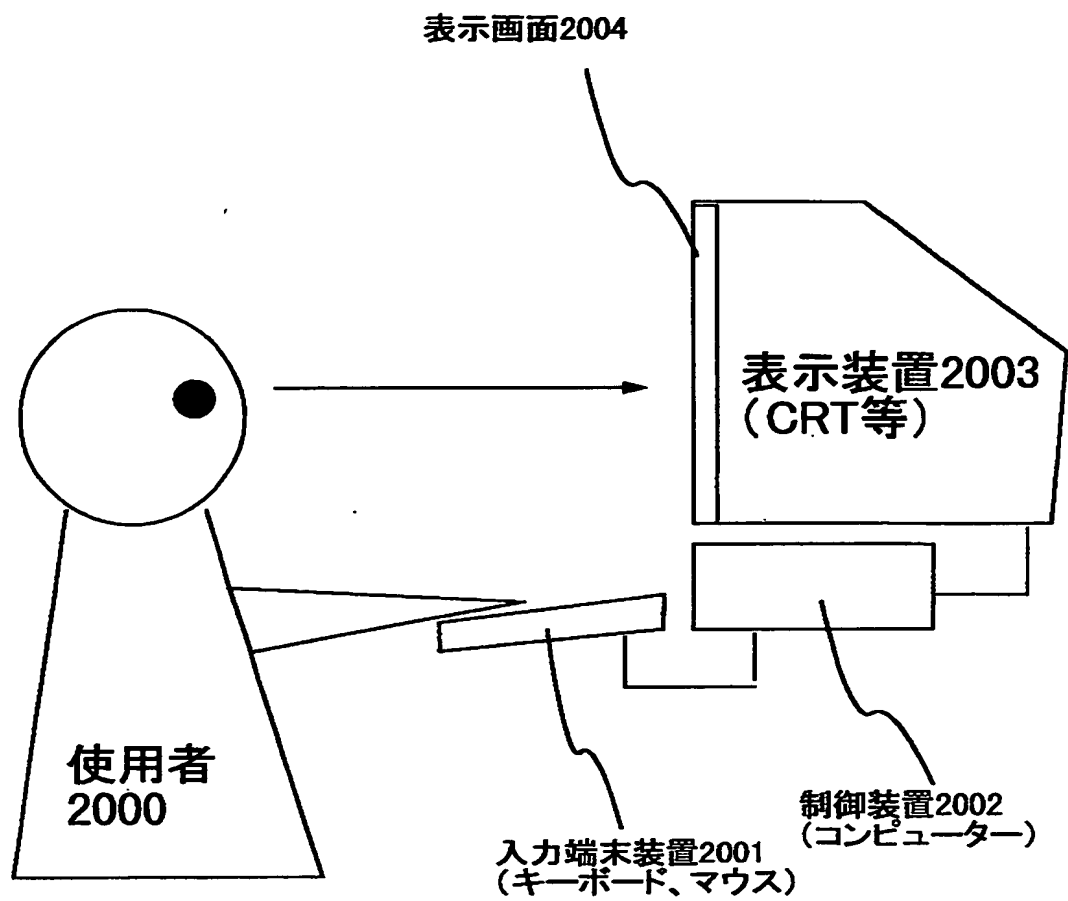 表示画面2004
表示装置2003
(CRT等)
使用者
2000
制御装置2002
(コンピューター)
入力端末装置2001
(キーボード、マウス)